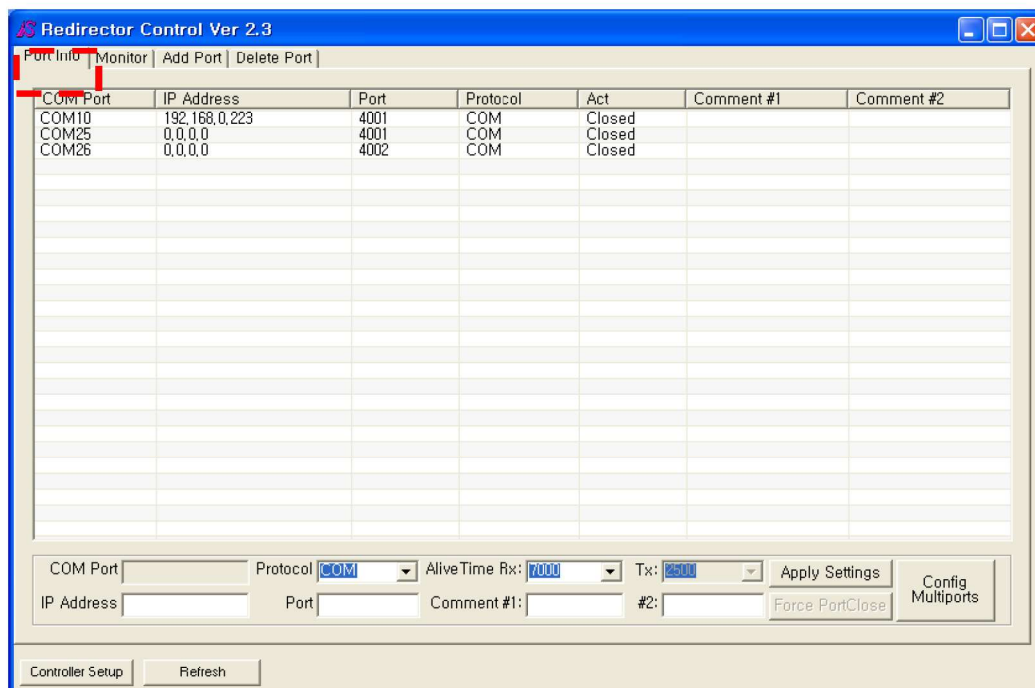 Redirector Control Ver 2.3
Port Info Monitor Add Port Delete Port
COM Port IP Address Port Protocol Act Comment #1 Comment #2
COM10 192,168,0,223 4001 COM Closed
COM25 0,0,0,0 4001 COM Closed
COM26 0,0,0,0 4002 COM Closed
COM Port Protocol COM AliveTime Rx: 7000 Tx: 2500 Apply Settings Config Multiports
IP Address Port Comment #1: #2: Force PortClose
Controller Setup Refresh